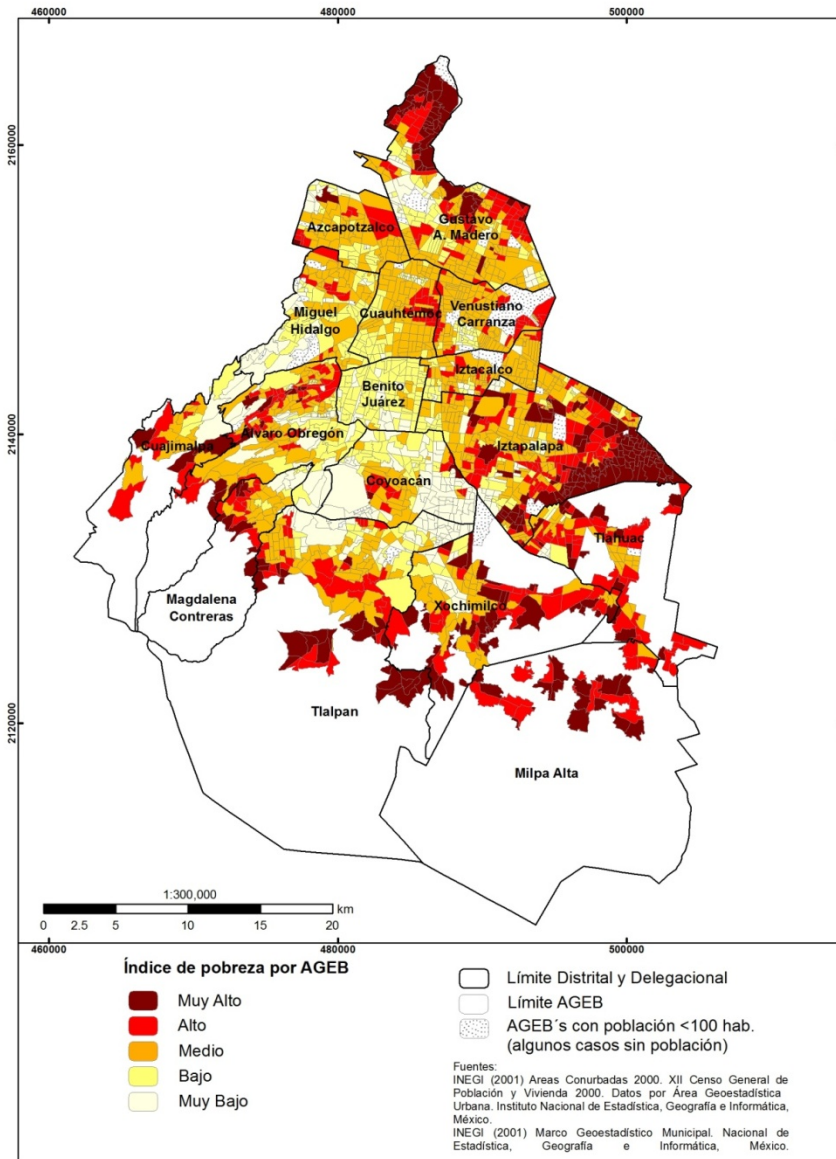 460000
480000
500000
2160000
2140000
2120000
Azcapotzalco
Gustavo
A. Madero
Miguel
Hidalgo
Cuauhtémoc
Venustiano
Carranza
Iztacalco
Benito
Juárez
Cuajimalpa
Alvaro Obregón
Iztapalapa
Coyoacán
Tlahuac
Magdalena
Contreras
Xochimilco
Tlalpan
Milpa Alta
1:300,000
km
0 2.5 5 10 15 20
460000
480000
500000
Índice de pobreza por AGEB
Muy Alto
Alto
Medio
Bajo
Muy Bajo
Límite Distrital y Delegacional
Límite AGEB
AGEB´s con población <100 hab.
(algunos casos sin población)
Fuentes:
INEGI (2001) Areas Conurbadas 2000. XII Censo General de
Población y Vivienda 2000. Datos por Área Geoestadística
Urbana. Instituto Nacional de Estadística, Geografía e Informática,
México.
INEGI (2001) Marco Geoestadístico Municipal. Nacional de
Estadística, Geografía e Informática, México.